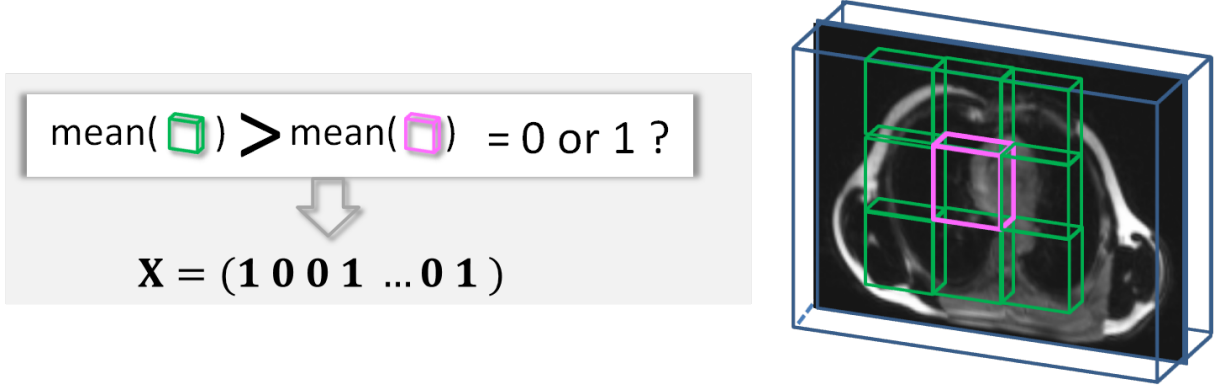 mean( ) > mean( ) = 0 or 1 ?
X = (1 0 0 1 ...0 1 )